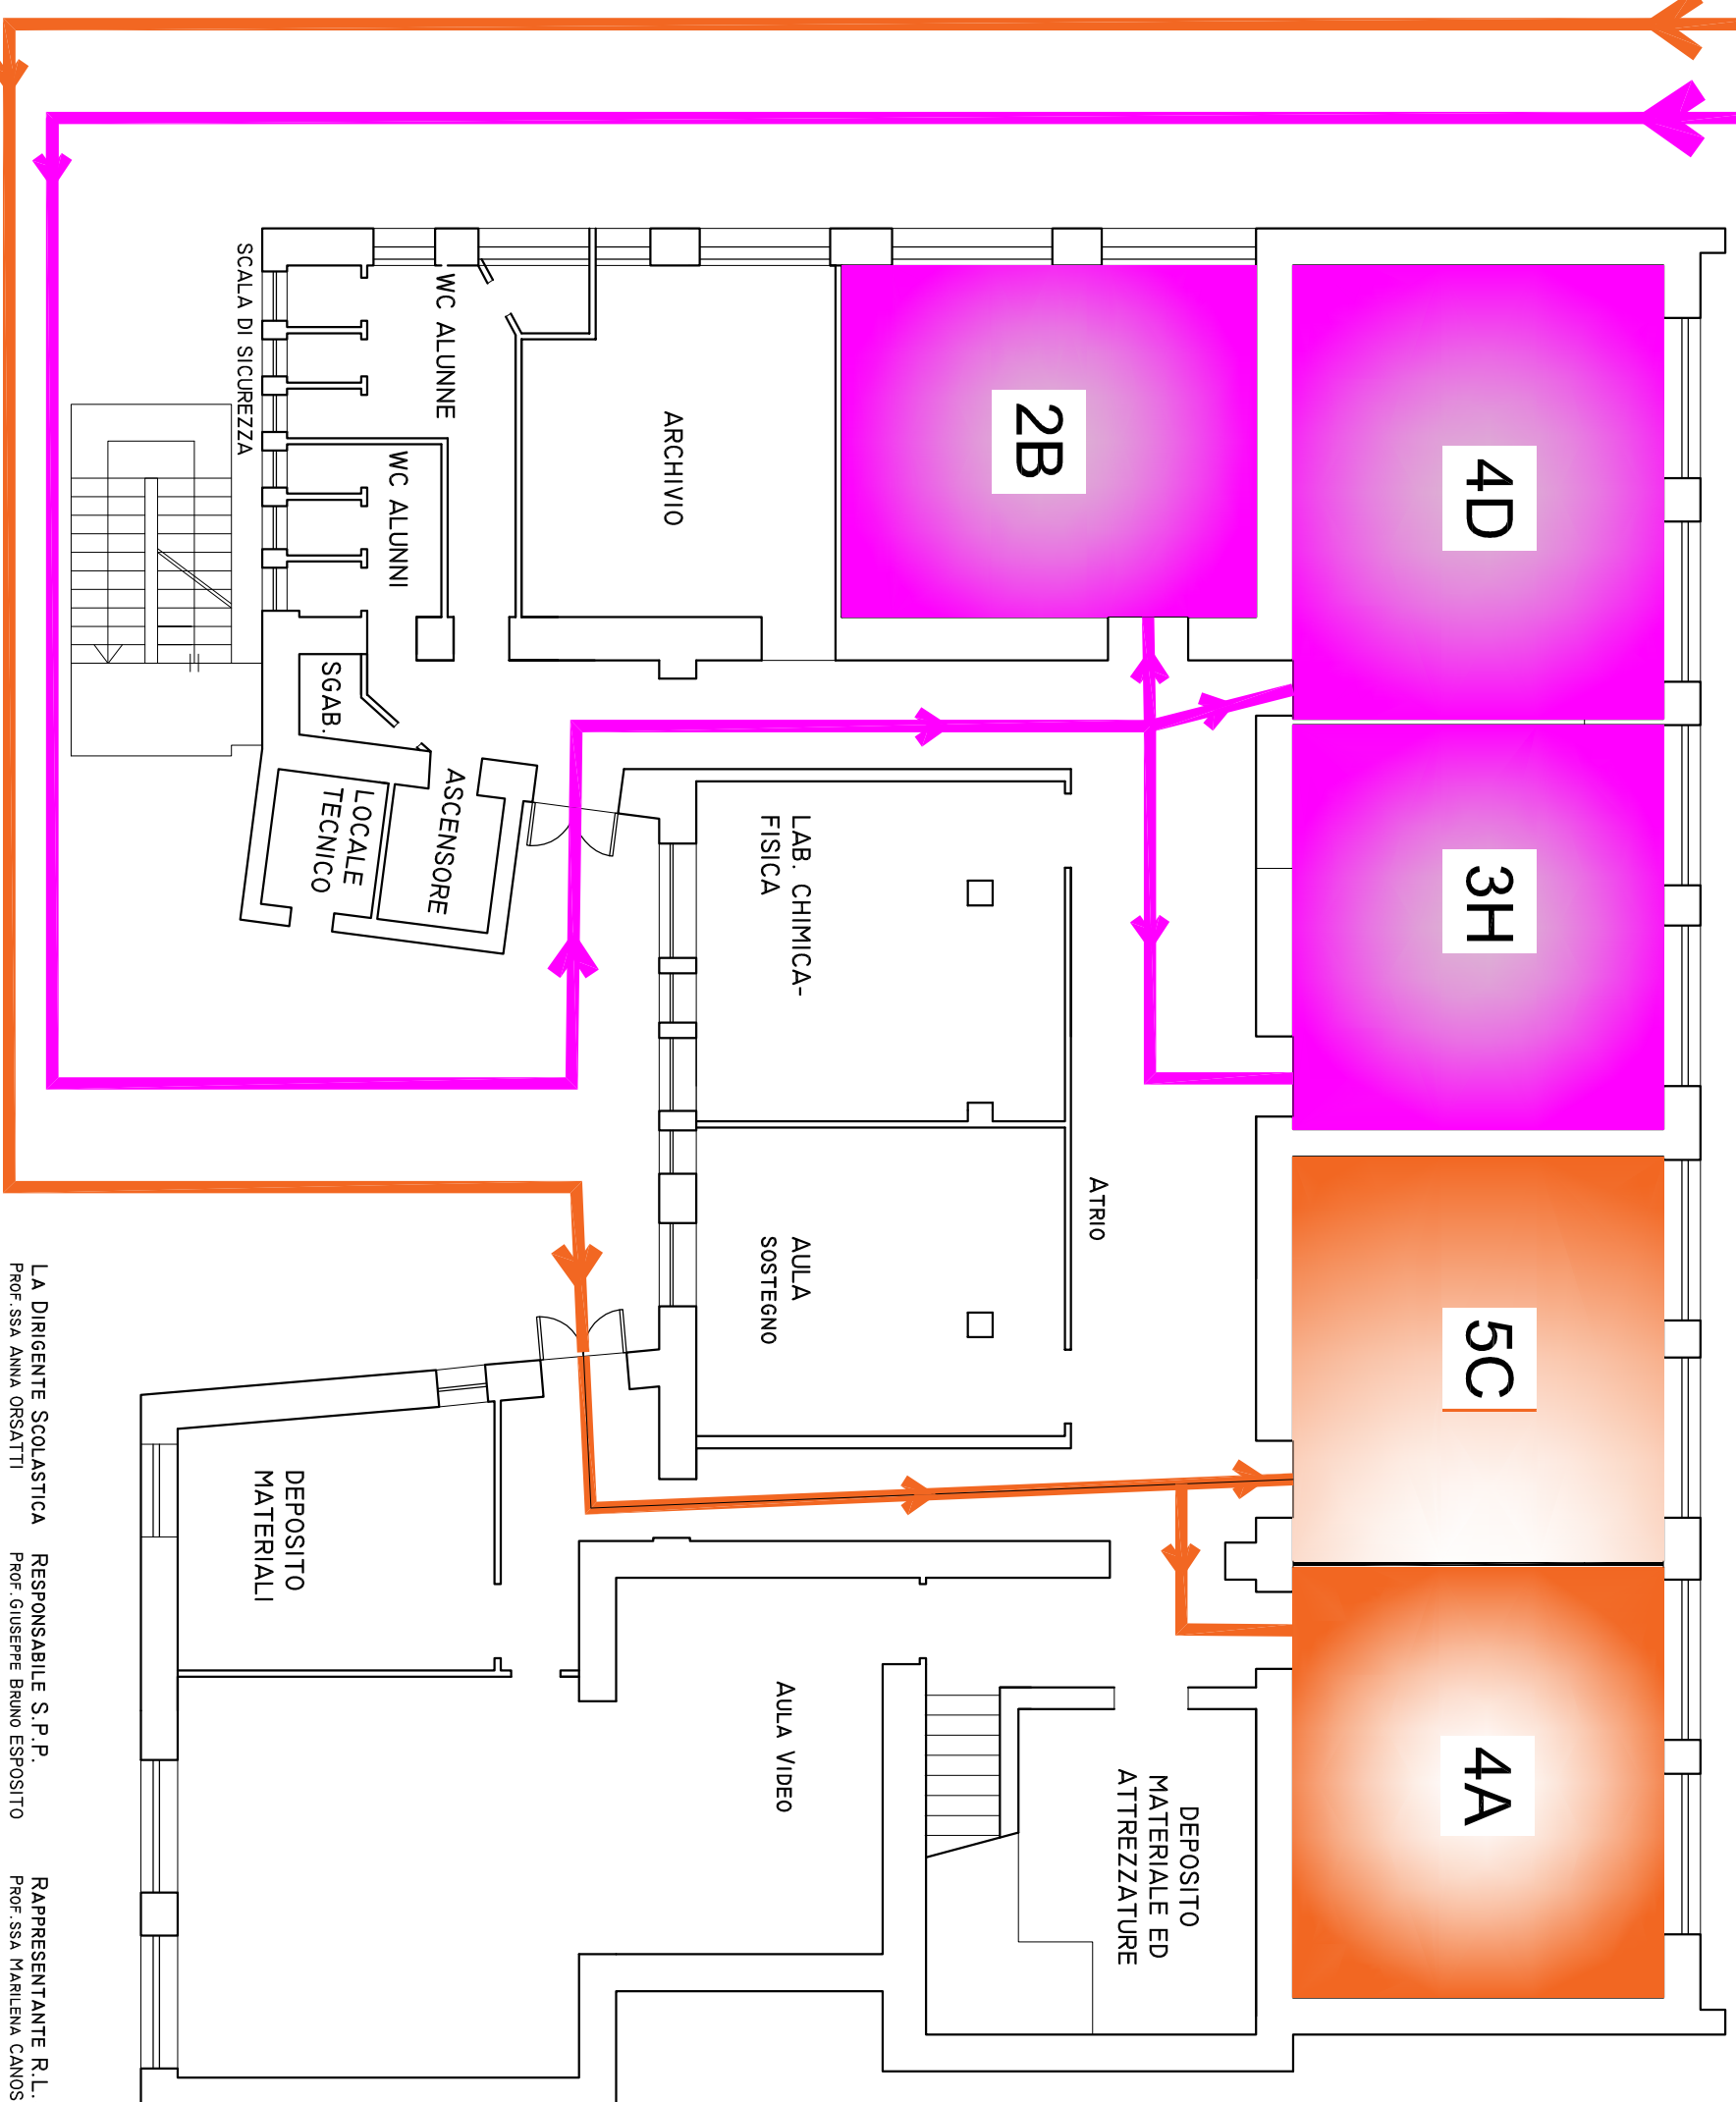 4D
3H
5C
4A
2B
DEPOSITO
MATERIALE ED
ATTREZZATURE
ATRIO
LAB. CHIMICA-
FISICA
AULA
SOSTEGNO
AULA VIDEO
ARCHIVIO
WC ALUNNE
WC ALUNNI
ASCENSORE
SGAB.
LOCALE
TECNICO
SCALA DI SICUREZZA
DEPOSITO
MATERIALI
LA DIRIGENTE SCOLASTICA
PROF.SSA ANNA ORSATTI
RESPONSABILE S.P.P.
PROF.GIUSEPPE BRUNO ESPOSITO
RAPPRESENTANTE R.L.
PROF.SSA MARILENA CANOS